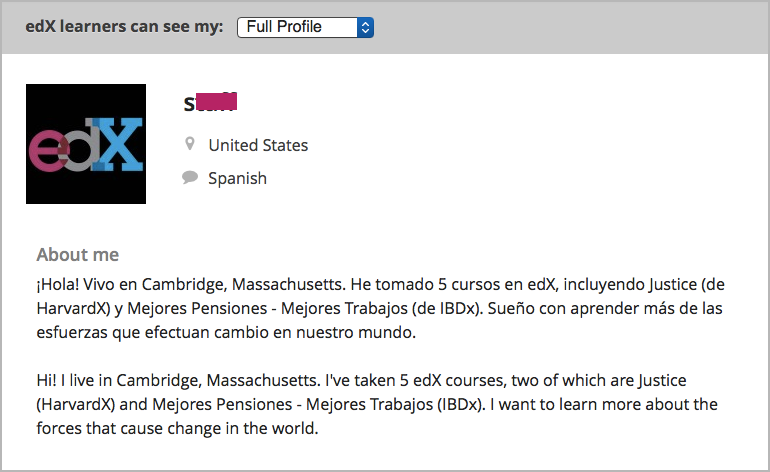 edX learners can see my: Full Profile
edX
United States
Spanish
About me
¡Hola! Vivo en Cambridge, Massachusetts. He tomado 5 cursos en edX, incluyendo Justice (de
HarvardX) y Mejores Pensiones - Mejores Trabajos (de IBDx). Sueño con aprender más de las
esfuerzas que efectuan cambio en nuestro mundo.
Hi! I live in Cambridge, Massachusetts. I've taken 5 edX courses, two of which are Justice
(HarvardX) and Mejores Pensiones - Mejores Trabajos (IBDx). I want to learn more about the
forces that cause change in the world.